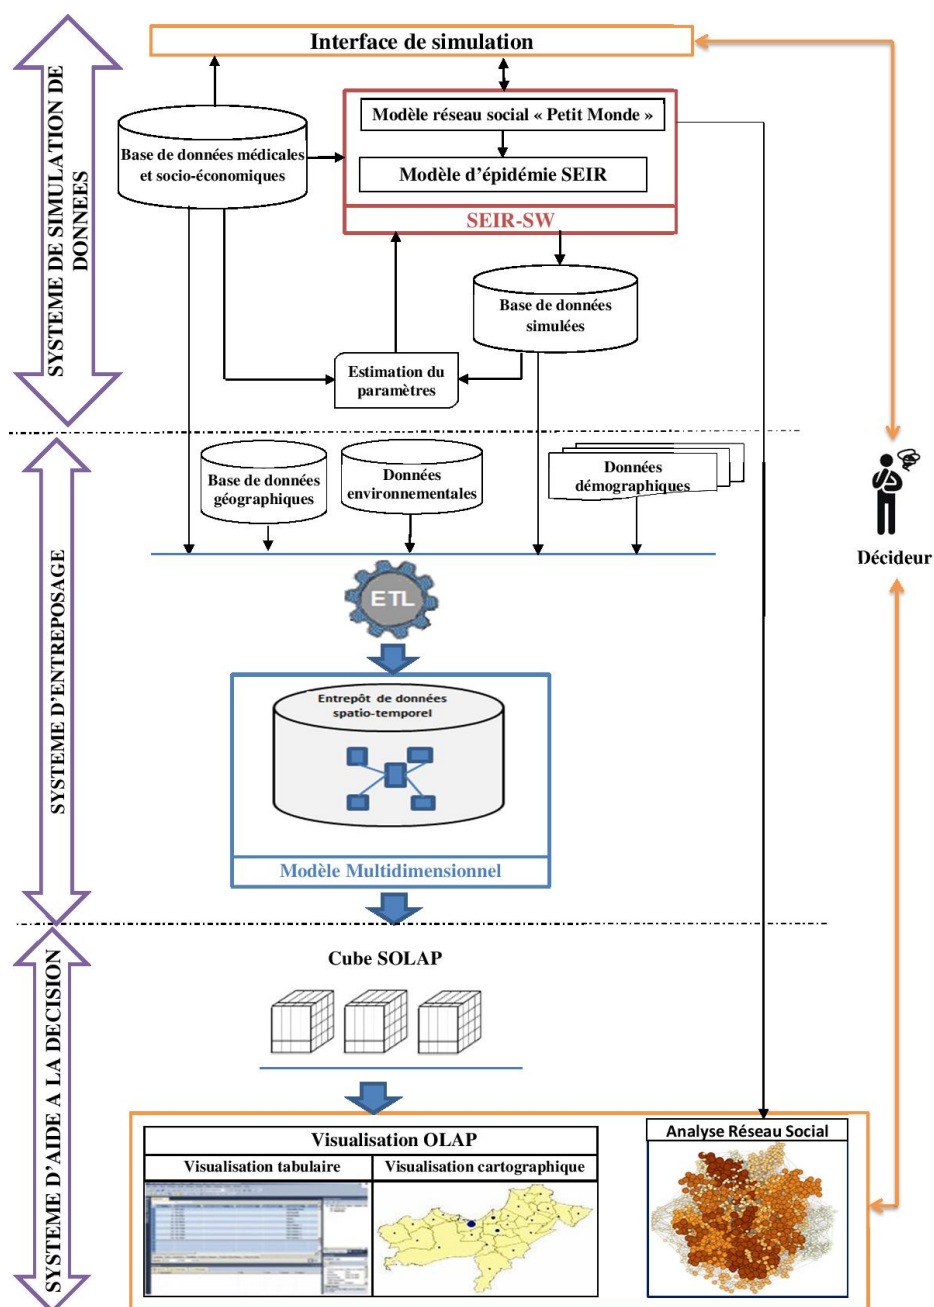 Interface de simulation
SYSTEME DE SIMULATION DE
DONNEES
Base de données médicales
et socio-économiques
Modèle réseau social « Petit Monde »
Modèle d'épidémie SEIR
SEIR-SW
Base de données
simulées
Estimation du
paramètres
SYSTEME D'ENTREPOSAGE
Base de données
géographiques
Données
environnementales
Données
démographiques
Décideur
ETL
Entrepôt de données
spatio-temporel
Modèle Multidimensionnel
SYSTEME D'AIDE A LA DECISION
Cube SOLAP
Visualisation OLAP
Visualisation tabulaire
Visualisation cartographique
Analyse Réseau Social